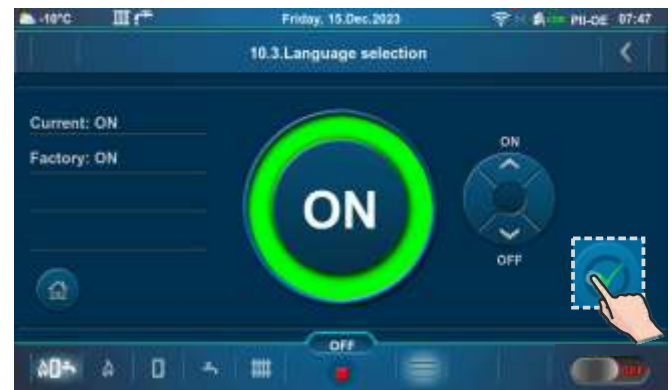 -10°C Friday, 15.Dec.2023 PII-OE 07:47
10.3.Language selection
Current: ON
Factory: ON
ON
ON
OFF
OFF
OFF